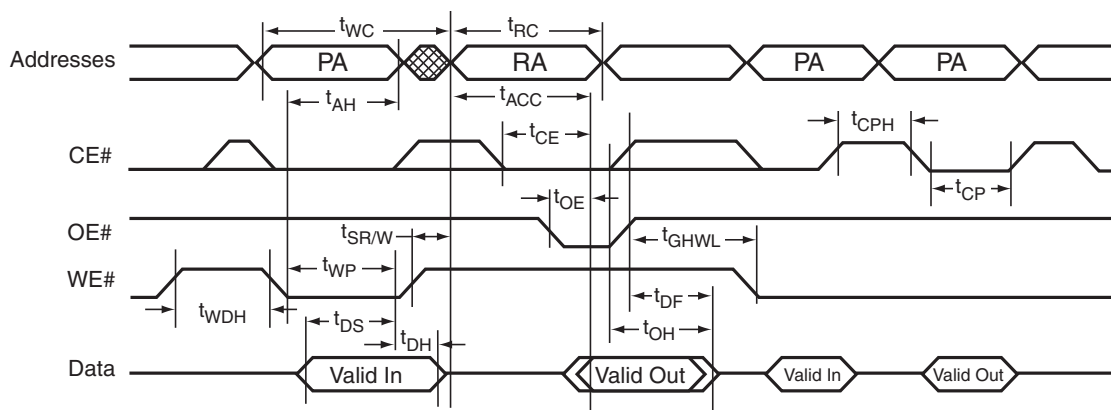 tWC tRC
Addresses PA RA PA PA
tAH tACC
tCE tCPH
CE#
tOE tCP
OE#
tSR/W tGHWL
tWP
WE#
tWDH tDS tDF
tDH tOH
Data Valid In Valid Out Valid In Valid Out